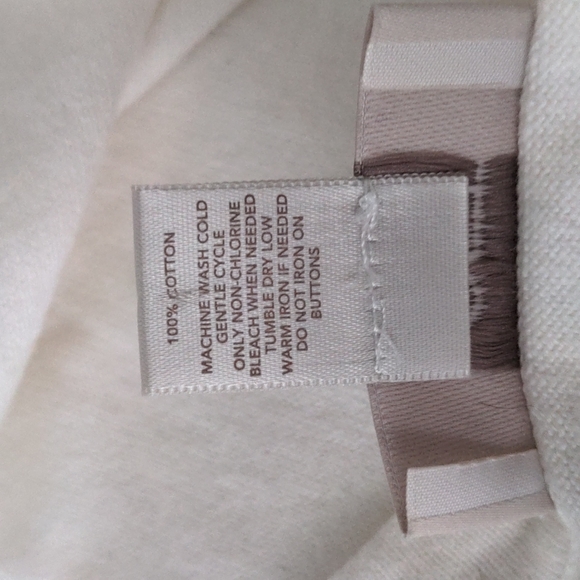 100% COTTON
MACHINE WASH COLD
GENTLE CYCLE
ONLY NON-CHLORINE
BLEACH WHEN NEEDED
TUMBLE DRY LOW
WARM IRON IF NEEDED
DO NOT IRON ON
BUTTONS